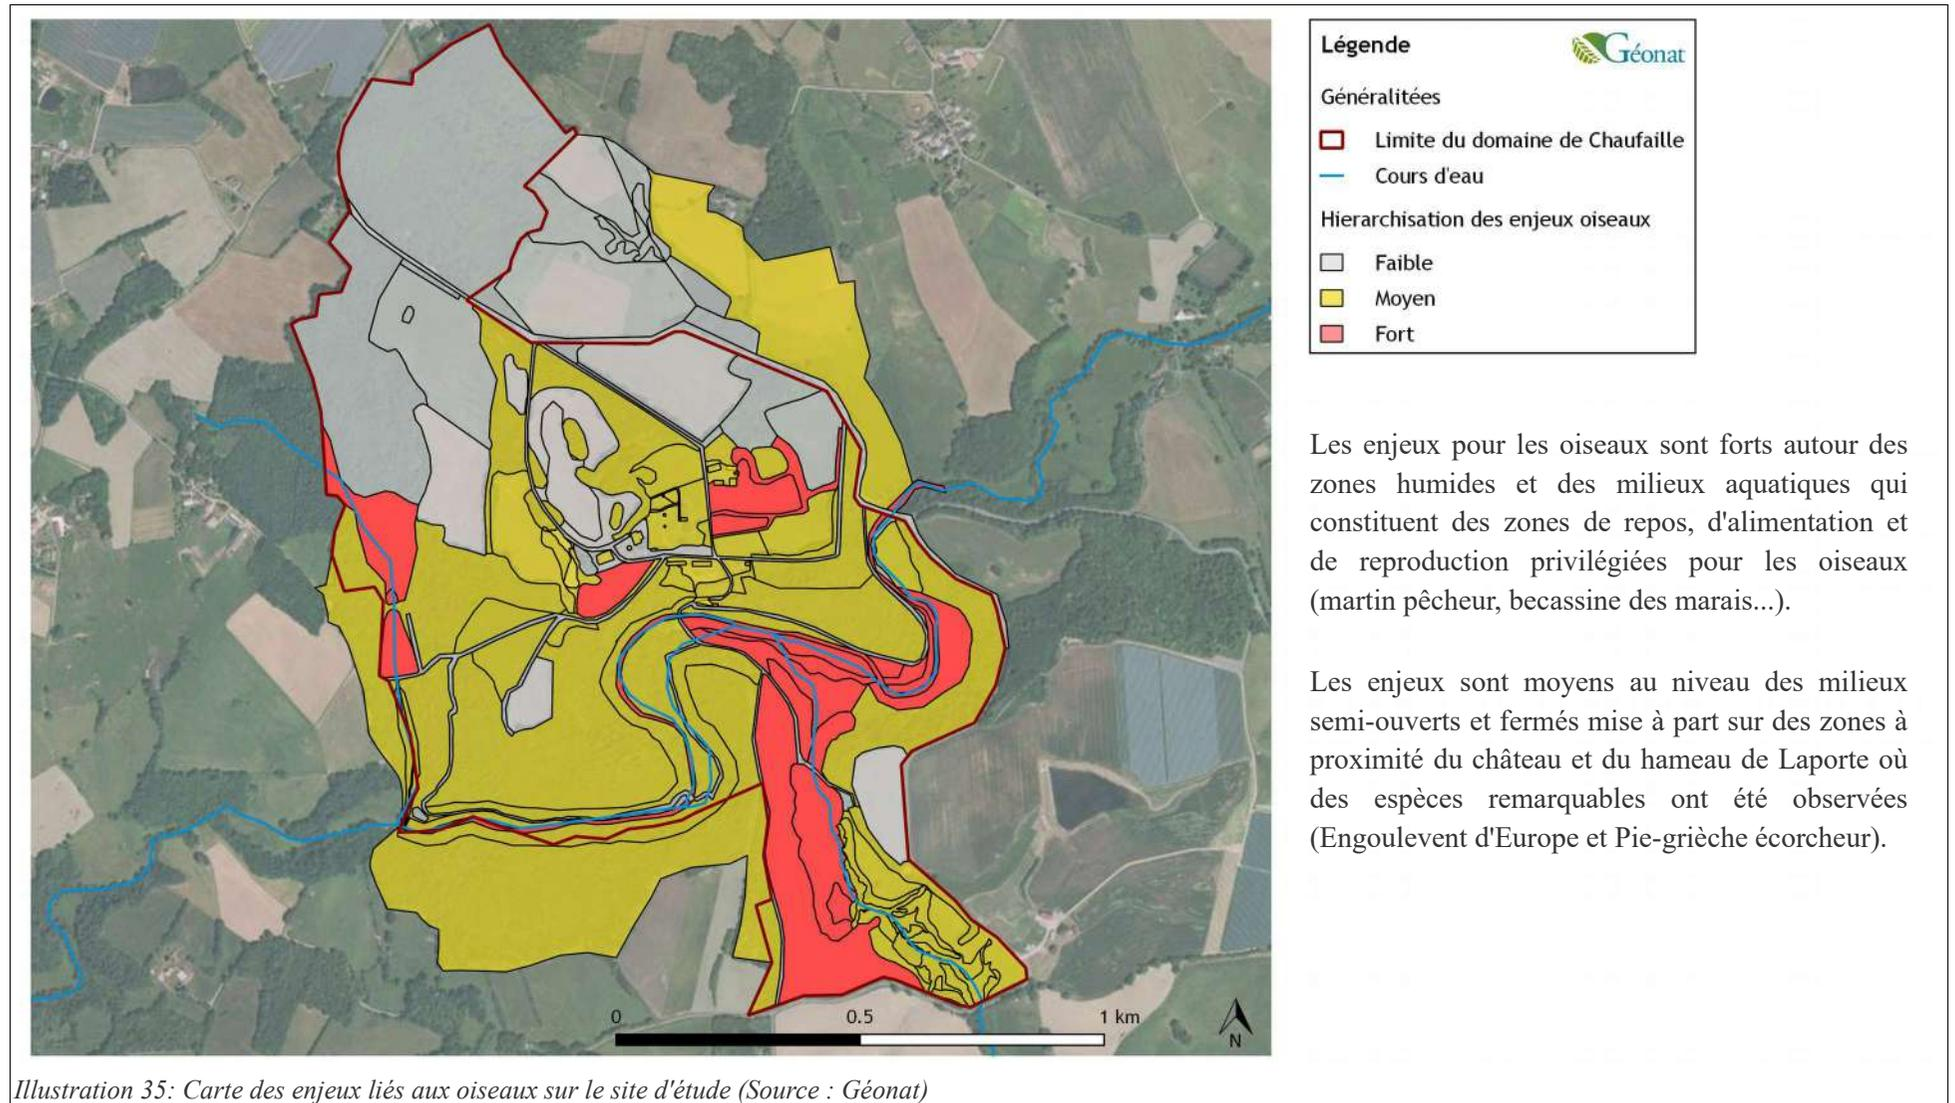 Légende
Géonat
Généralitées
Limite du domaine de Chaufaille
Cours d'eau
Hierarchisation des enjeux oiseaux
Faible
Moyen
Fort
Les enjeux pour les oiseaux sont forts autour des
zones humides et des milieux aquatiques qui
constituent des zones de repos, d'alimentation et
de reproduction privilégiées pour les oiseaux
(martin pêcheur, becassine des marais...).
Les enjeux sont moyens au niveau des milieux
semi-ouverts et fermés mise à part sur des zones à
proximité du château et du hameau de Laporte où
des espèces remarquables ont été observées
(Engoulevent d'Europe et Pie-grièche écorcheur).
0 0.5 1 km
N
Illustration 35: Carte des enjeux liés aux oiseaux sur le site d'étude (Source : Géonat)